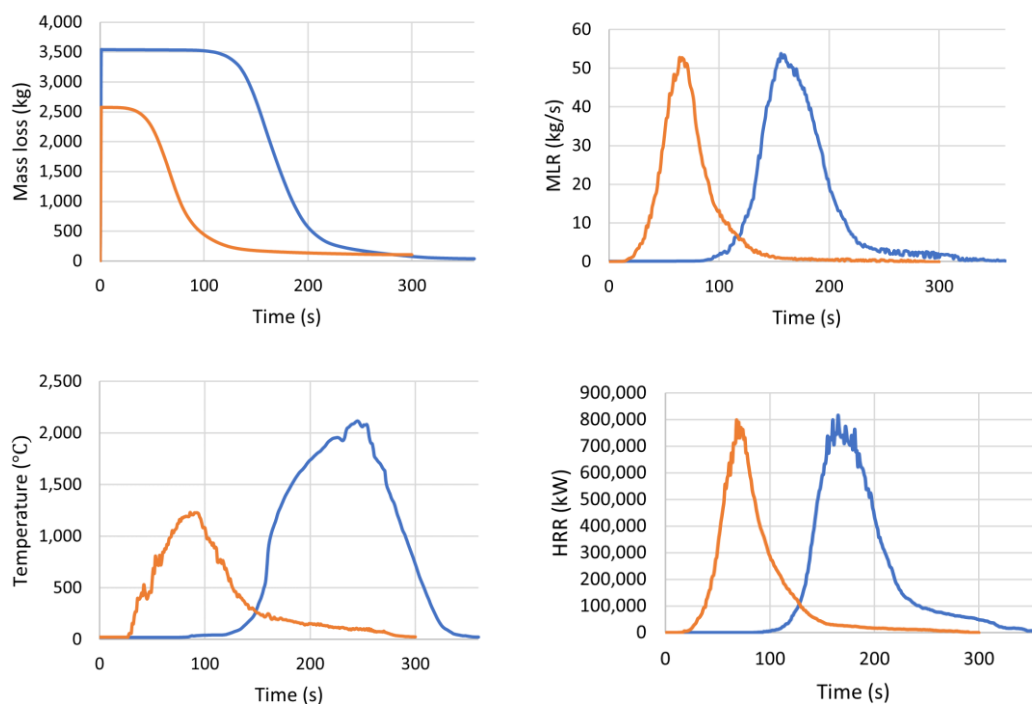 4,000
3,500
3,000
2,500
2,000
1,500
1,000
500
0
Mass loss (kg)
0 100 200 300
Time (s)
60
50
40
30
20
10
0
MLR (kg/s)
0 100 200 300
Time (s)
2,500
2,000
1,500
1,000
500
0
Temperature (°C)
0 100 200 300
Time (s)
900,000
800,000
700,000
600,000
500,000
400,000
300,000
200,000
100,000
0
HRR (kW)
0 100 200 300
Time (s)